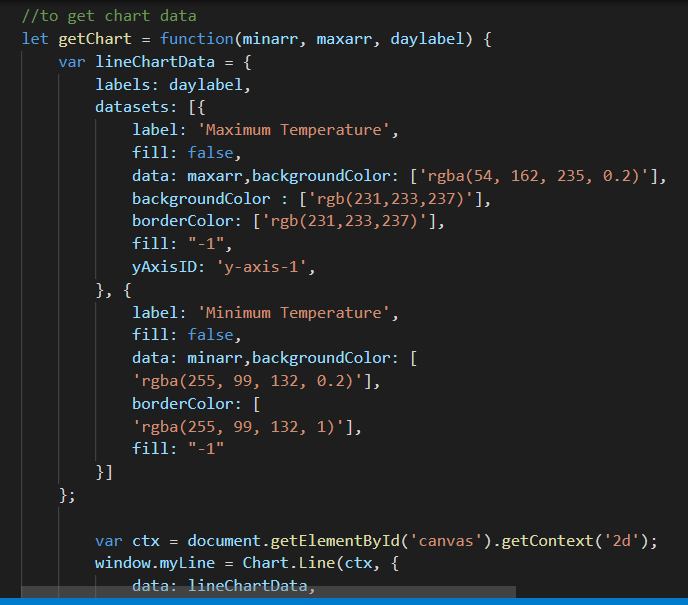 //to get chart data
let getChart = function(minarr, maxarr, daylabel) {
var lineChartData = {
labels: daylabel,
datasets: [{
label: 'Maximum Temperature',
fill: false,
data: maxarr,backgroundColor: ['rgba(54, 162, 235, 0.2)'],
backgroundColor : ['rgb(231,233,237)'],
borderColor: ['rgb(231,233,237)'],
fill: "-1",
yAxisID: 'y-axis-1',
}, {
label: 'Minimum Temperature',
fill: false,
data: minarr,backgroundColor: [
'rgba(255, 99, 132, 0.2)'],
borderColor: [
'rgba(255, 99, 132, 1)'],
fill: "-1"
}]
};
var ctx = document.getElementById('canvas').getContext('2d');
window.myLine = Chart.Line(ctx, {
data: lineChartData,